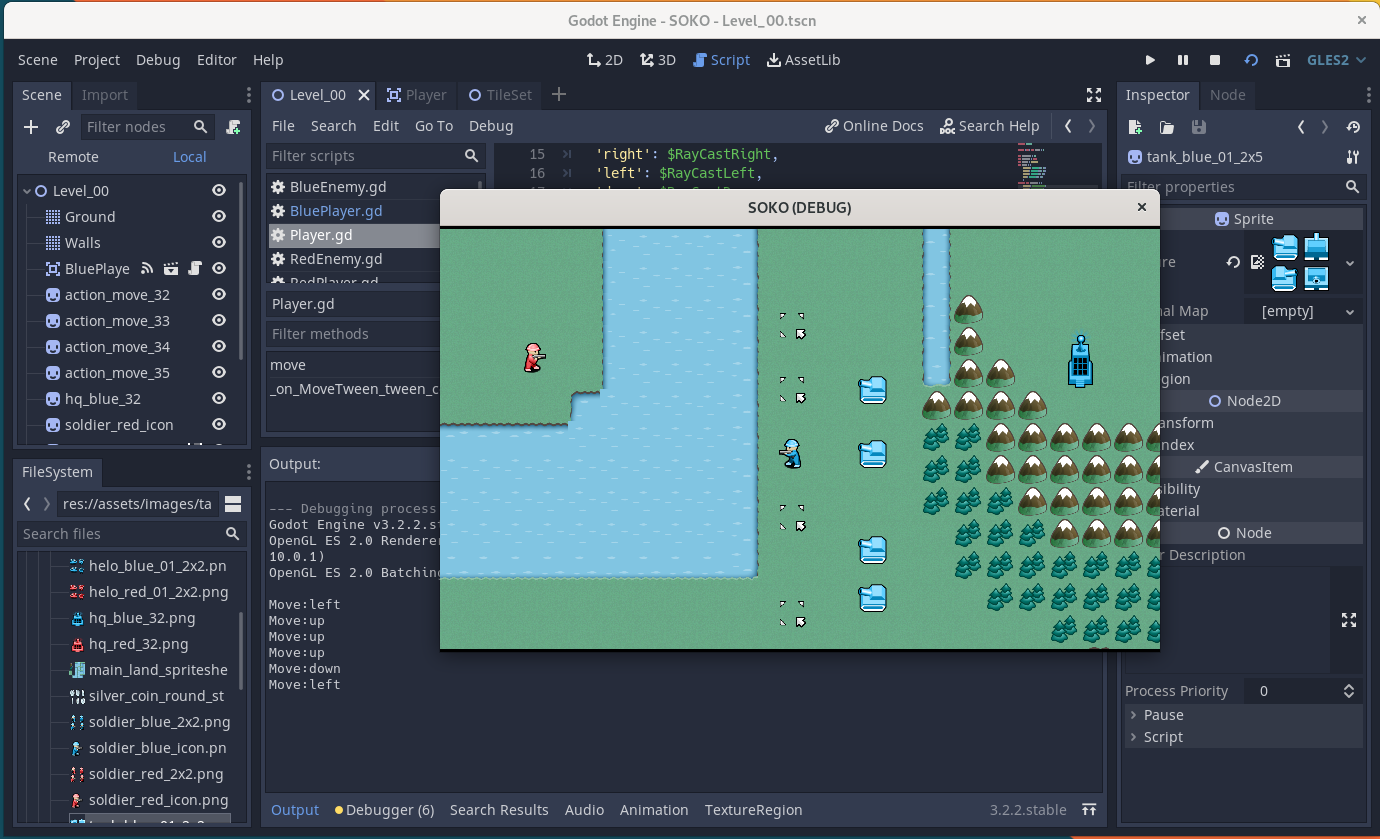 Godot Engine - SOKO - Level_00.tscn
Scene Project Debug Editor Help
2D 3D Script AssetLib
GLES2
Scene Import
Filter nodes
Remote Local
Level_00
Ground
Walls
BluePlaye
action_move_32
action_move_33
action_move_34
action_move_35
hq_blue_32
soldier_red_icon
FileSystem
res://assets/images/ta
Search files
helo_blue_01_2x2.pn
helo_red_01_2x2.png
hq_blue_32.png
hq_red_32.png
main_land_spriteshe
silver_coin_round_st
soldier_blue_2x2.png
soldier_blue_icon.pn
soldier_red_2x2.png
soldier_red_icon.png
Level_00 Player TileSet
File Search Edit Go To Debug
Online Docs Search Help
Filter scripts
BlueEnemy.gd
BluePlayer.gd
Player.gd
RedEnemy.gd
RedPlayer.gd
Player.gd
Filter methods
move
_on_MoveTween_tween_c
15 'right': $RayCastRight,
16 'left': $RayCastLeft,
SOKO (DEBUG)
Output:
--- Debugging process
Godot Engine v3.2.2.st
OpenGL ES 2.0 Renderer
10.0.1)
OpenGL ES 2.0 Batching
Move:left
Move:up
Move:up
Move:up
Move:down
Move:left
Output Debugger (6) Search Results Audio Animation TextureRegion
3.2.2.stable
Inspector Node
tank_blue_01_2x5
Filter properties
Sprite
re
nal Map [empty]
fset
imation
gion
Node2D
ansform
ndex
CanvasItem
ibility
aterial
Node
r Description
Process Priority 0
Pause
Script